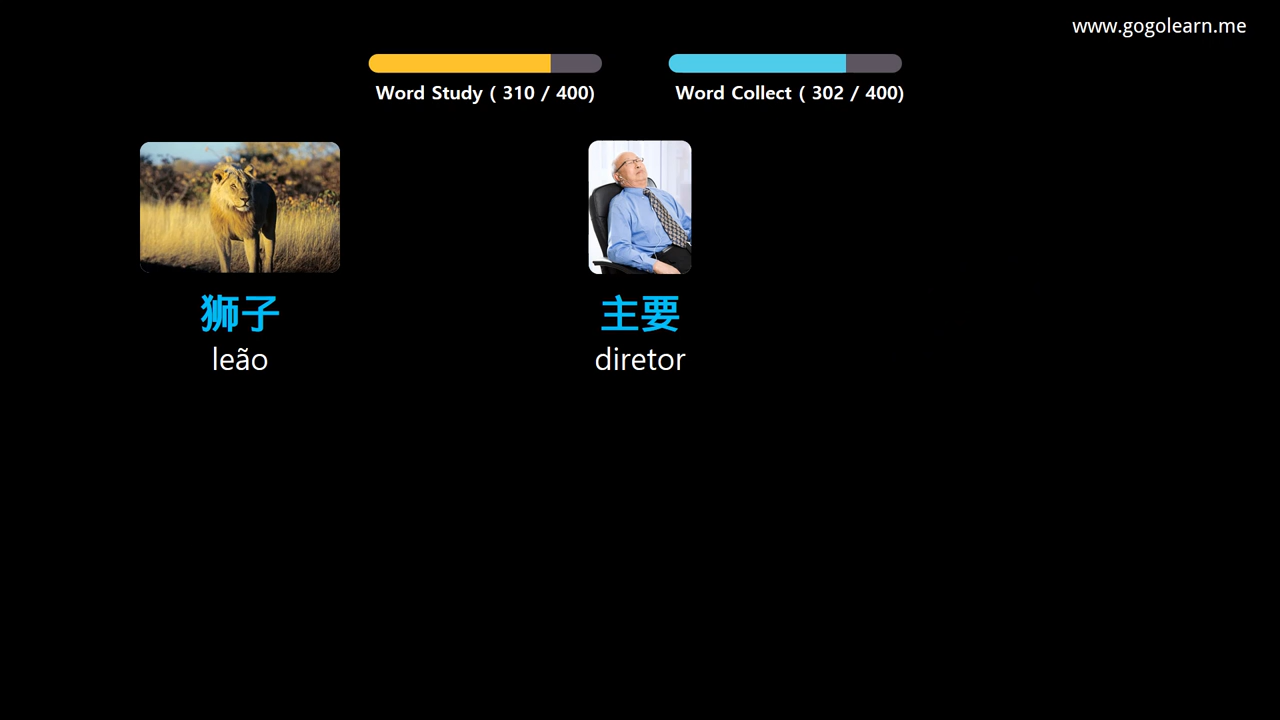 www.gogolearn.me
Word Study ( 310 / 400)
Word Collect ( 302 / 400)
狮子
leão
主要
diretor